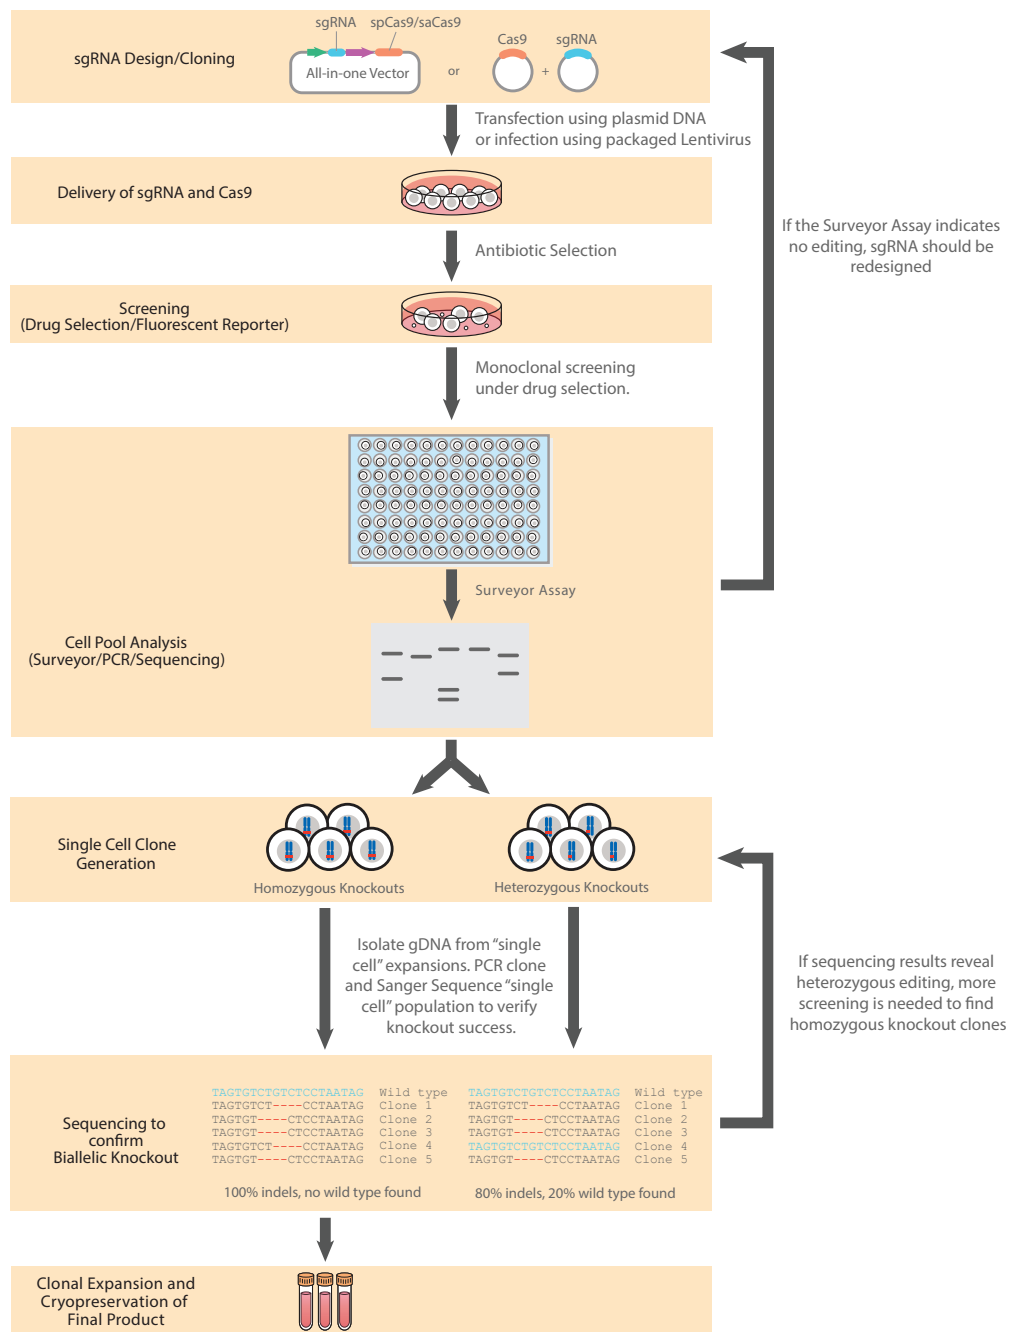 sgRNA Design/Cloning
sgRNA
spCas9/saCas9
All-in-one Vector
or
Cas9
+
sgRNA
Transfection using plasmid DNA
or infection using packaged Lentivirus
Delivery of sgRNA and Cas9
If the Surveyor Assay indicates
no editing, sgRNA should be
redesigned
Antibiotic Selection
Screening
(Drug Selection/Fluorescent Reporter)
Monoclonal screening
under drug selection.
Surveyor Assay
Cell Pool Analysis
(Surveyor/PCR/Sequencing)
Single Cell Clone
Generation
Homozygous Knockouts
Heterozygous Knockouts
Isolate gDNA from “single
cell” expansions. PCR clone
and Sanger Sequence “single
cell” population to verify
knockout success.
If sequencing results reveal
heterozygous editing, more
screening is needed to find
homozygous knockout clones
Sequencing to
confirm
Biallelic Knockout
TAGTGTCTGTCTCCTAATAG Wild type
TAGTGTCT----CCTAATAG Clone 1
TAGTGT----CTCCTAATAG Clone 2
TAGTGT----CTCCTAATAG Clone 3
TAGTGTCT----CCTAATAG Clone 4
TAGTGT----CTCCTAATAG Clone 5
100% indels, no wild type found
TAGTGTCTGTCTCCTAATAG Wild type
TAGTGTCT----CCTAATAG Clone 1
TAGTGT----CTCCTAATAG Clone 2
TAGTGT----CTCCTAATAG Clone 3
TAGTGTCTGTCTCCTAATAG Clone 4
TAGTGT----CTCCTAATAG Clone 5
80% indels, 20% wild type found
Clonal Expansion and
Cryopreservation of
Final Product